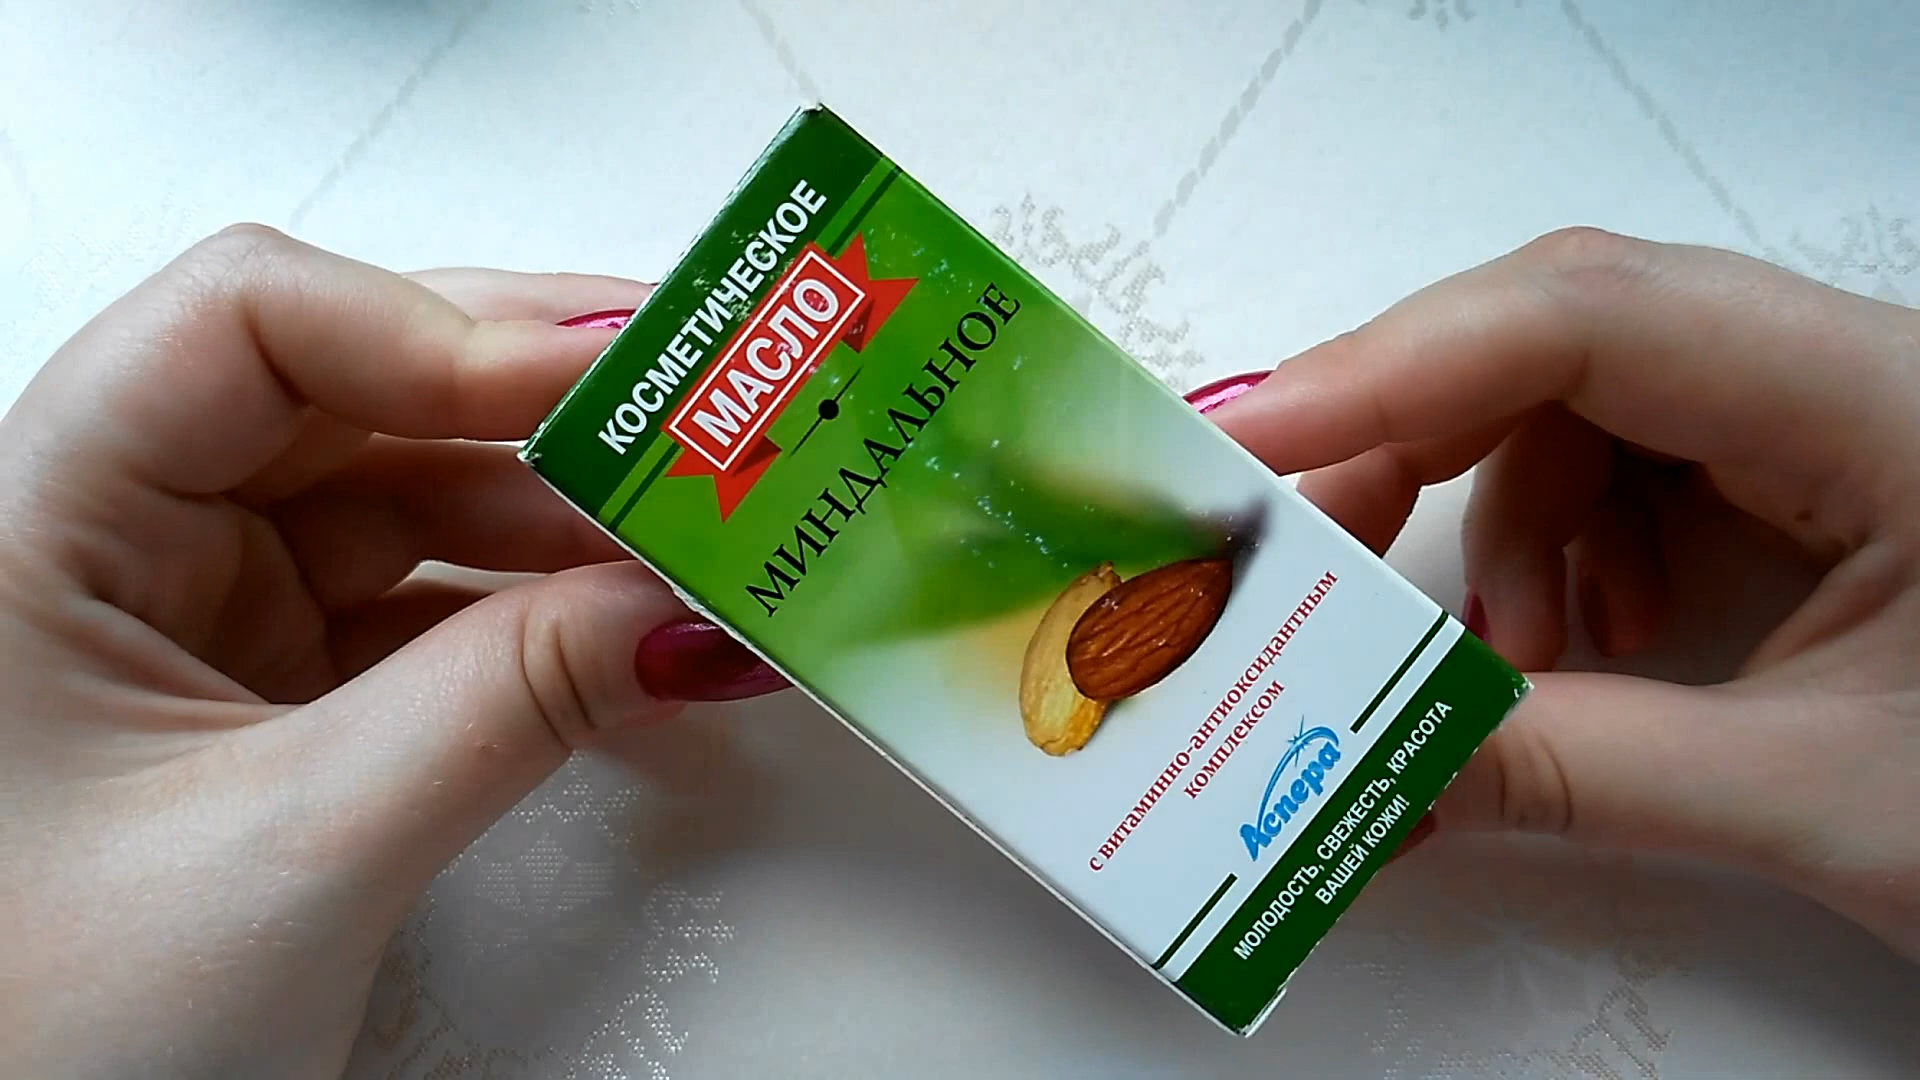 КОСМЕТИЧЕСКОЕ
МАСЛО
МИНДАЛЬНОЕ
с витаминно-антиоксидантным
комплексом
Аспера
МОЛОДОСТЬ, СВЕЖЕСТЬ, КРАСОТА
ВАШЕЙ КОЖИ!